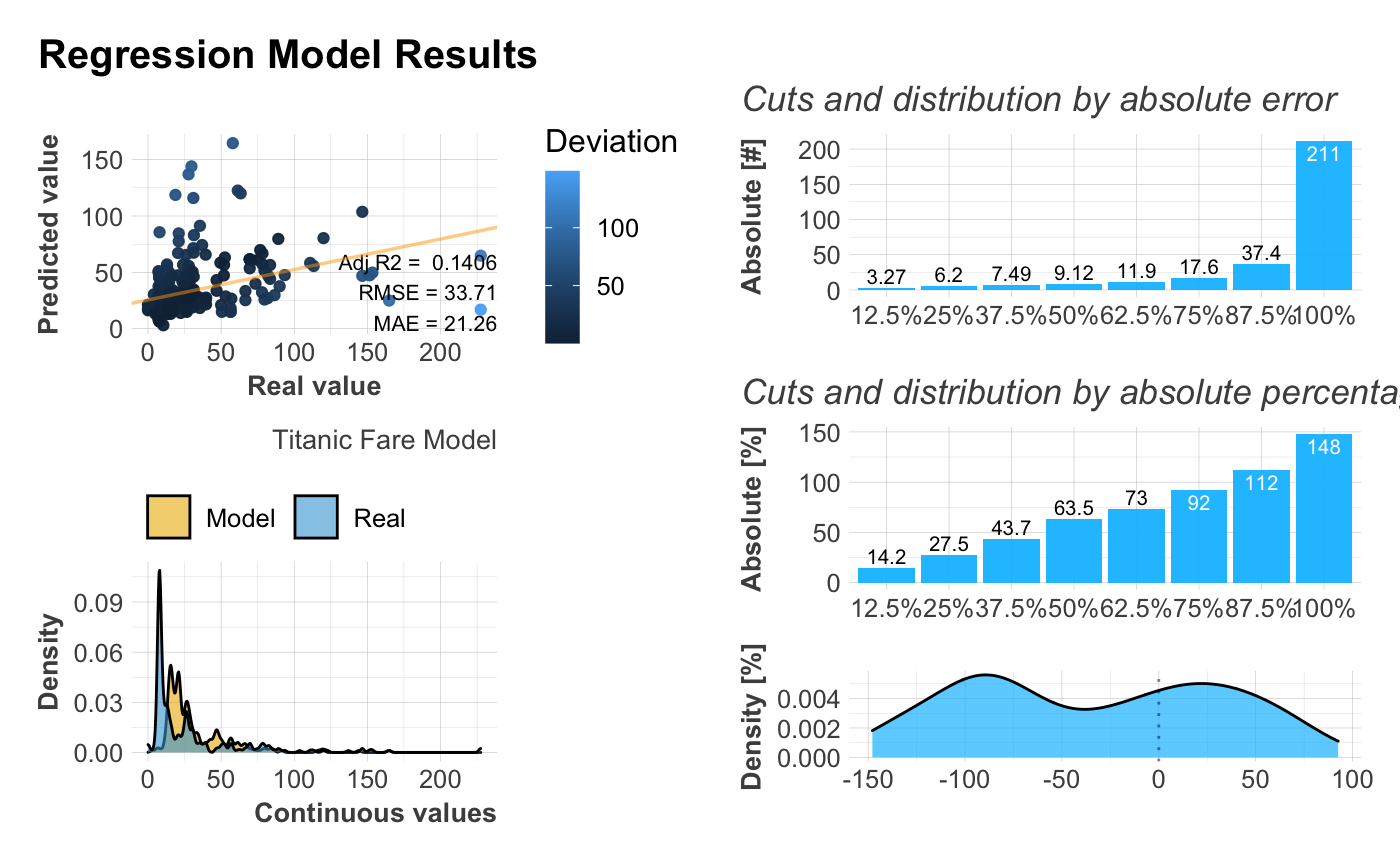 Regression Model Results
Predicted value
150
100
50
0
Adj R2 = 0.1406
RMSE = 33.71
MAE = 21.26
0 50 100 150 200
Real value
Deviation
100
50
Titanic Fare Model
Model Real
Density
0.09
0.06
0.03
0.00
0 50 100 150 200
Continuous values
Cuts and distribution by absolute error
Absolute [#]
200
150
100
50
0
3.27 6.2 7.49 9.12 11.9 17.6 37.4 211
12.5% 25% 37.5% 50% 62.5% 75% 87.5% 100%
Cuts and distribution by absolute percenta
Absolute [%]
150
100
50
0
14.2 27.5 43.7 63.5 73 92 112 148
12.5% 25% 37.5% 50% 62.5% 75% 87.5% 100%
Density [%]
0.004
0.002
0.000
-150 -100 -50 0 50 100